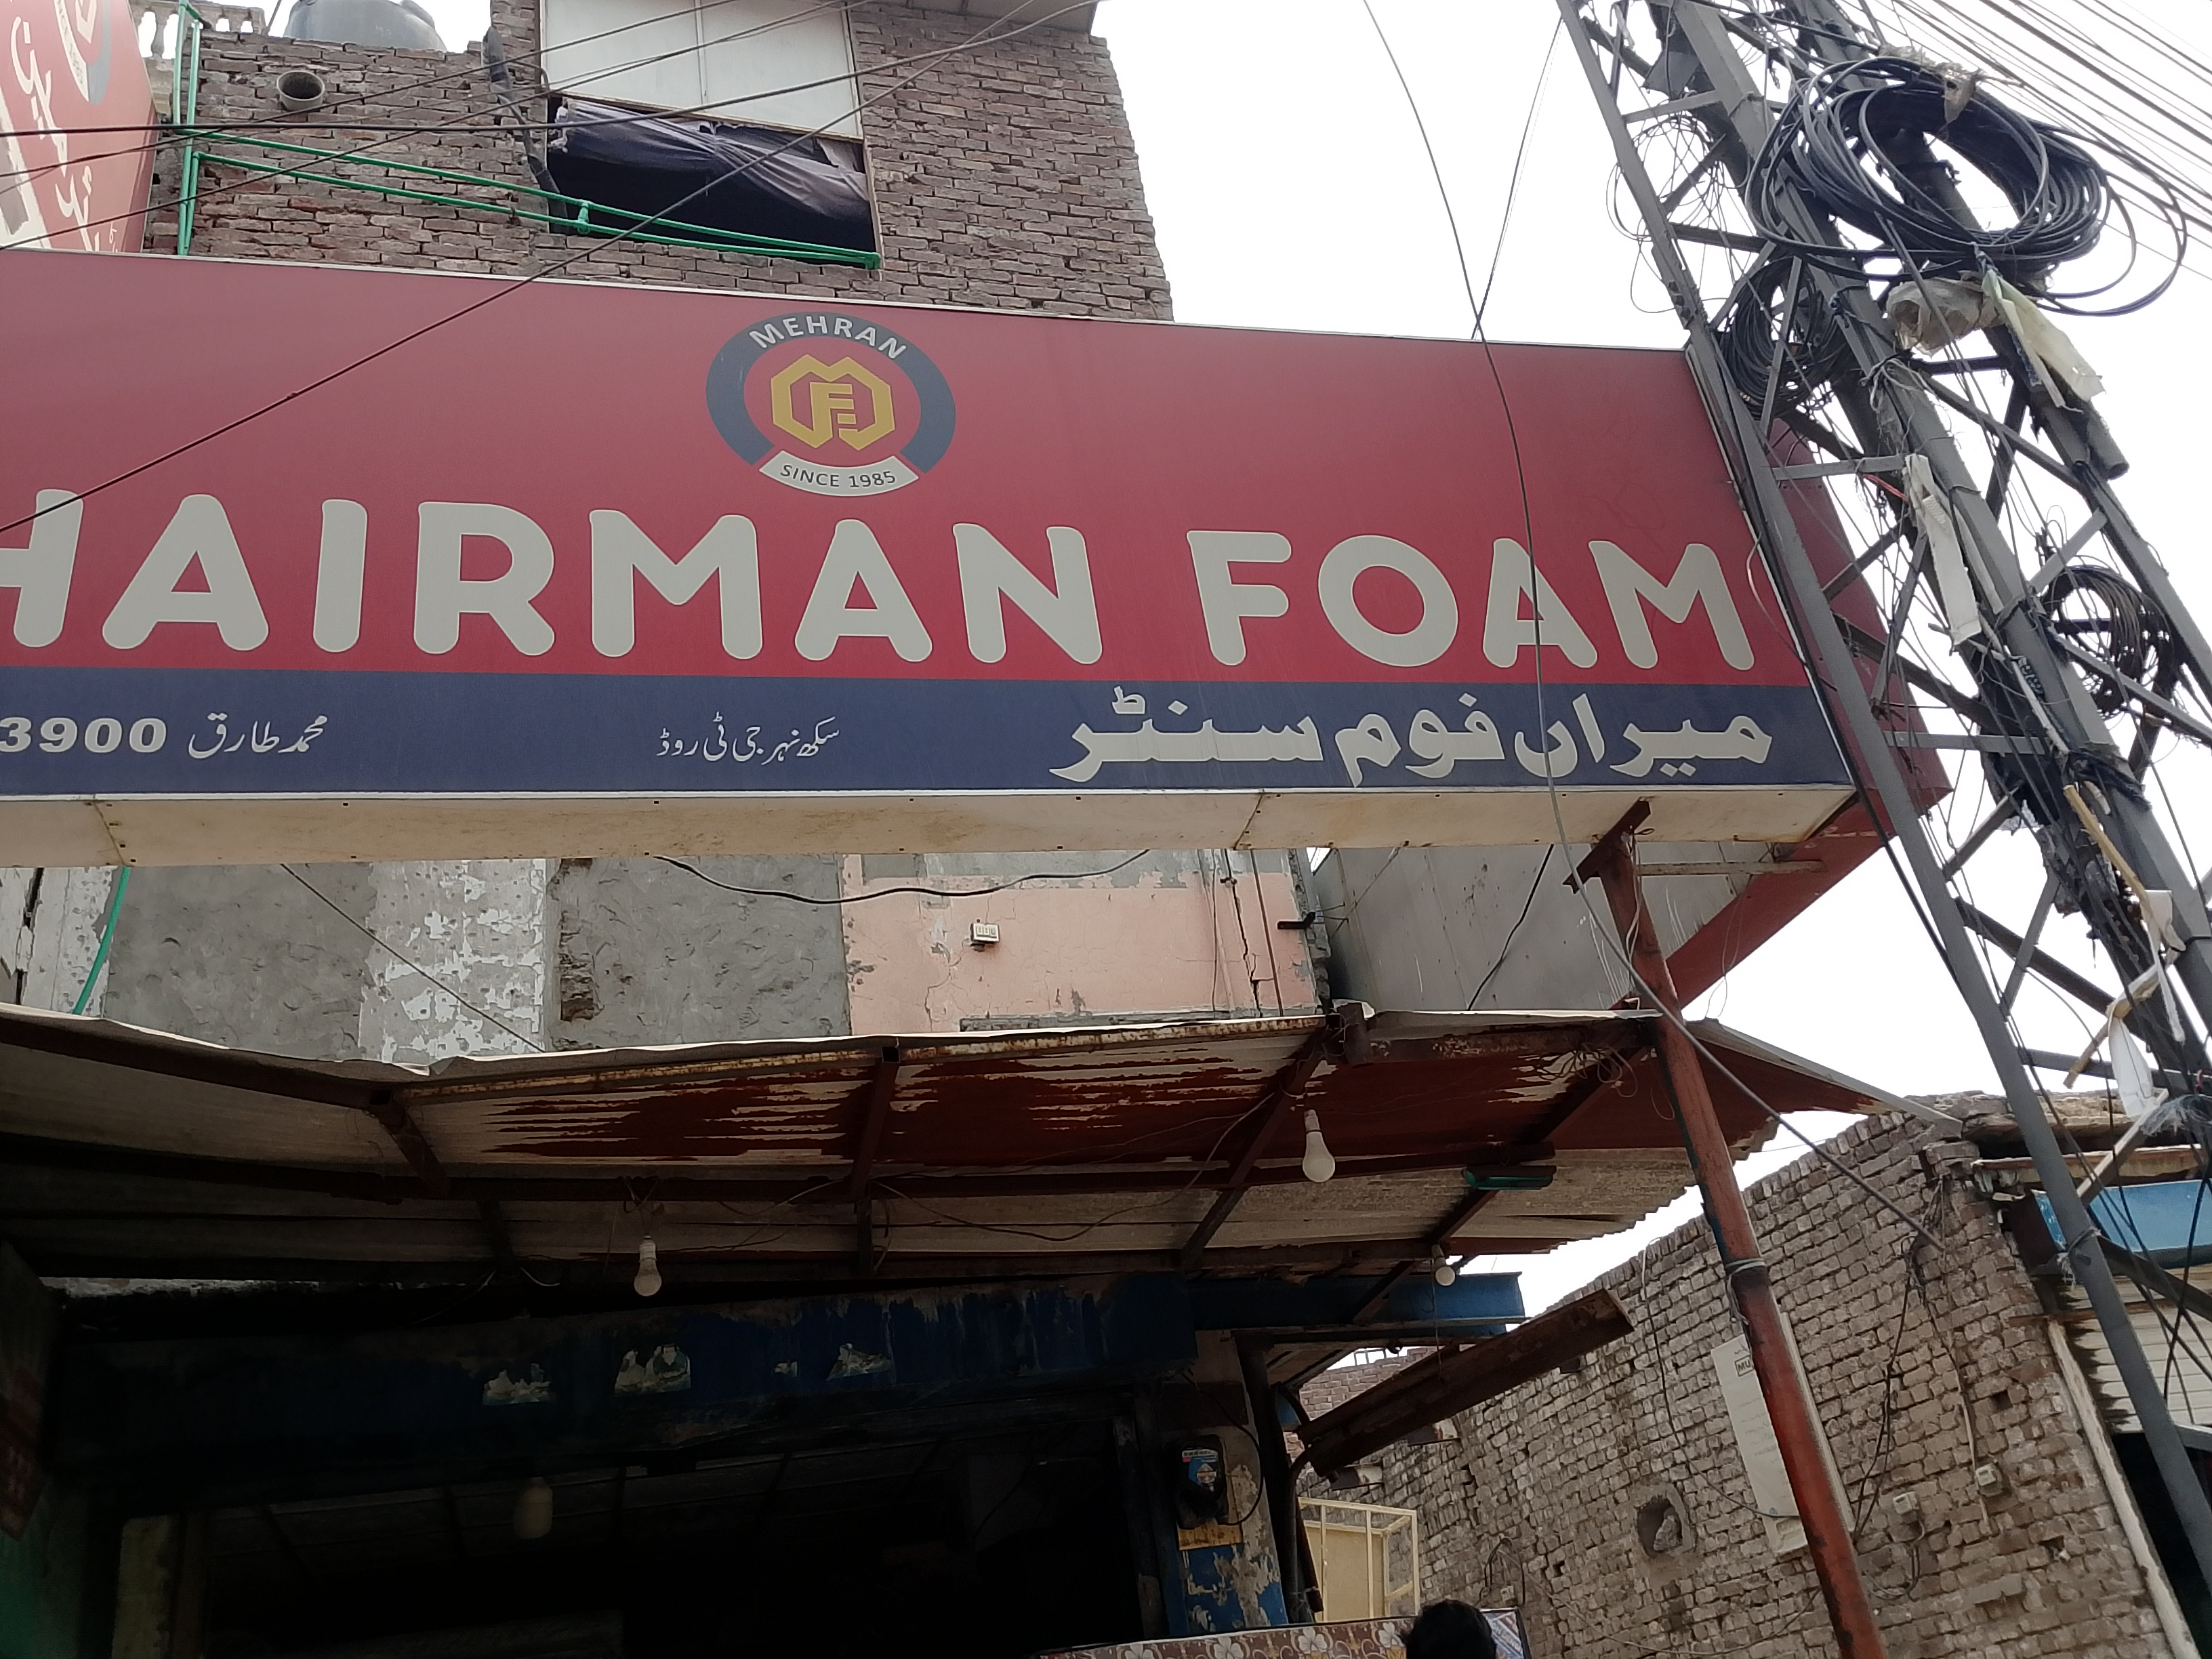 MEHRAN
SINCE 1985
HAIRMAN FOAM
میراں فوم سنٹر
سکھ نہر جی ٹی روڈ
محمد طارق 3900